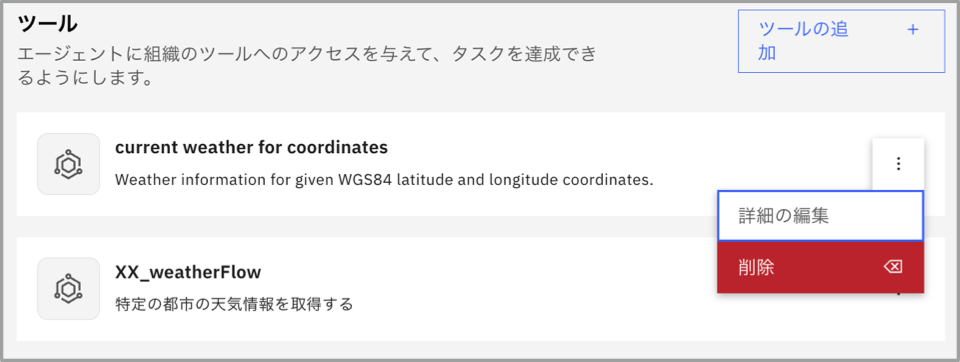 ツール
エージェントに組織のツールへのアクセスを与えて、タスクを達成でき
るようにします。
ツールの追
加
+
current weather for coordinates
Weather information for given WGS84 latitude and longitude coordinates.
詳細の編集
削除
XX_weatherFlow
特定の都市の天気情報を取得する